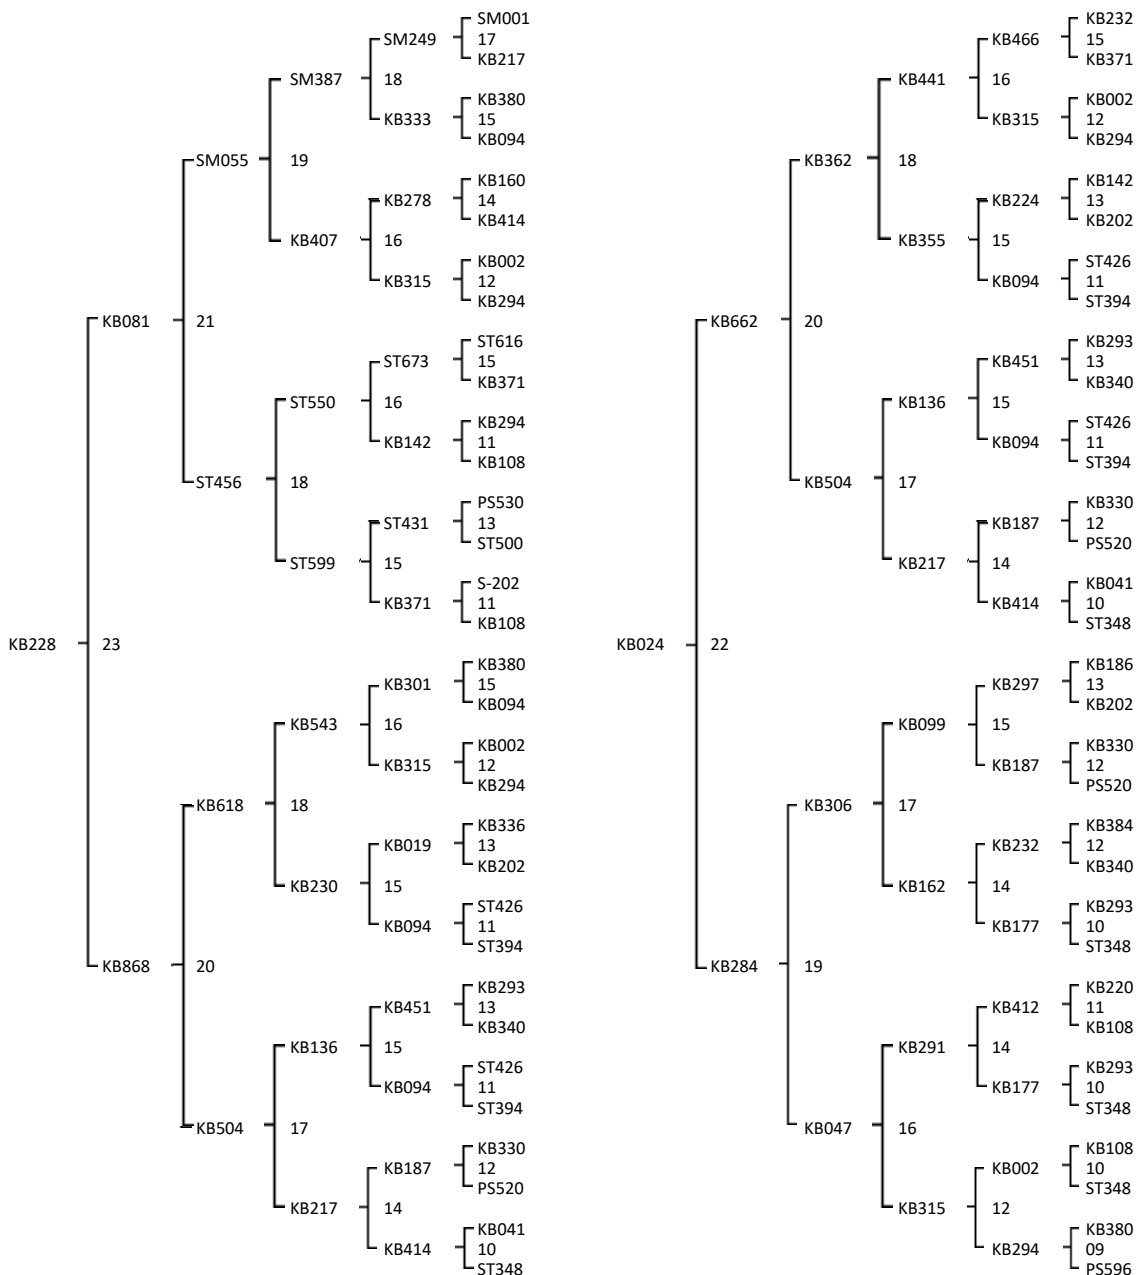 SM001
SM249 17
KB217
SM387 18
KB380
KB333 15
KB094
SM055 19
KB160
KB278 14
KB414
KB407 16
KB002
KB315 12
KB294
KB081 21
ST616
ST673 15
KB371
ST550 16
KB294
KB142 11
KB108
ST456 18
PS530
ST431 13
ST500
ST599 15
S-202
KB371 11
KB108
KB228 23
KB380
KB301 15
KB094
KB543 16
KB002
KB315 12
KB294
KB618 18
KB336
KB019 13
KB202
KB230 15
ST426
KB094 11
ST394
KB868 20
KB293
KB451 13
KB340
KB136 15
ST426
KB094 11
ST394
KB504 17
KB330
KB187 12
PS520
KB217 14
KB041
KB414 10
ST348
KB232
KB466 15
KB371
KB441 16
KB002
KB315 12
KB294
KB362 18
KB142
KB224 13
KB202
KB355 15
ST426
KB094 11
ST394
KB662 20
KB293
KB451 13
KB340
KB136 15
ST426
KB094 11
ST394
KB504 17
KB330
KB187 12
PS520
KB217 14
KB041
KB414 10
ST348
KB024 22
KB186
KB297 13
KB202
KB099 15
KB330
KB187 12
PS520
KB306 17
KB384
KB232 12
KB340
KB162 14
KB293
KB177 10
ST348
KB284 19
KB220
KB412 11
KB108
KB291 14
KB293
KB177 10
ST348
KB047 16
KB108
KB002 10
ST348
KB315 12
KB380
KB294 09
PS596